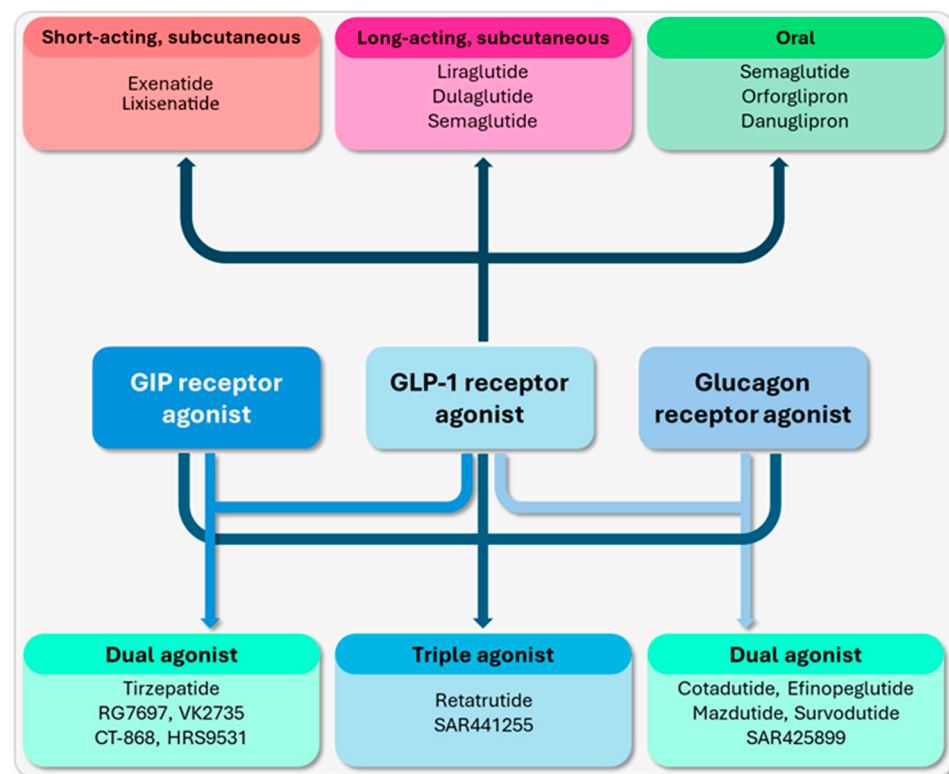 Short-acting, subcutaneous
Exenatide
Lixisenatide
Long-acting, subcutaneous
Liraglutide
Dulaglutide
Semaglutide
Oral
Semaglutide
Orforglipron
Danuglipron
GIP receptor
agonist
GLP-1 receptor
agonist
Glucagon
receptor agonist
Dual agonist
Tirzepatide
RG7697, VK2735
CT-868, HRS9531
Triple agonist
Retatrutide
SAR441255
Dual agonist
Cotadutide, Efinopeglutide
Mazdutide, Survodutide
SAR425899